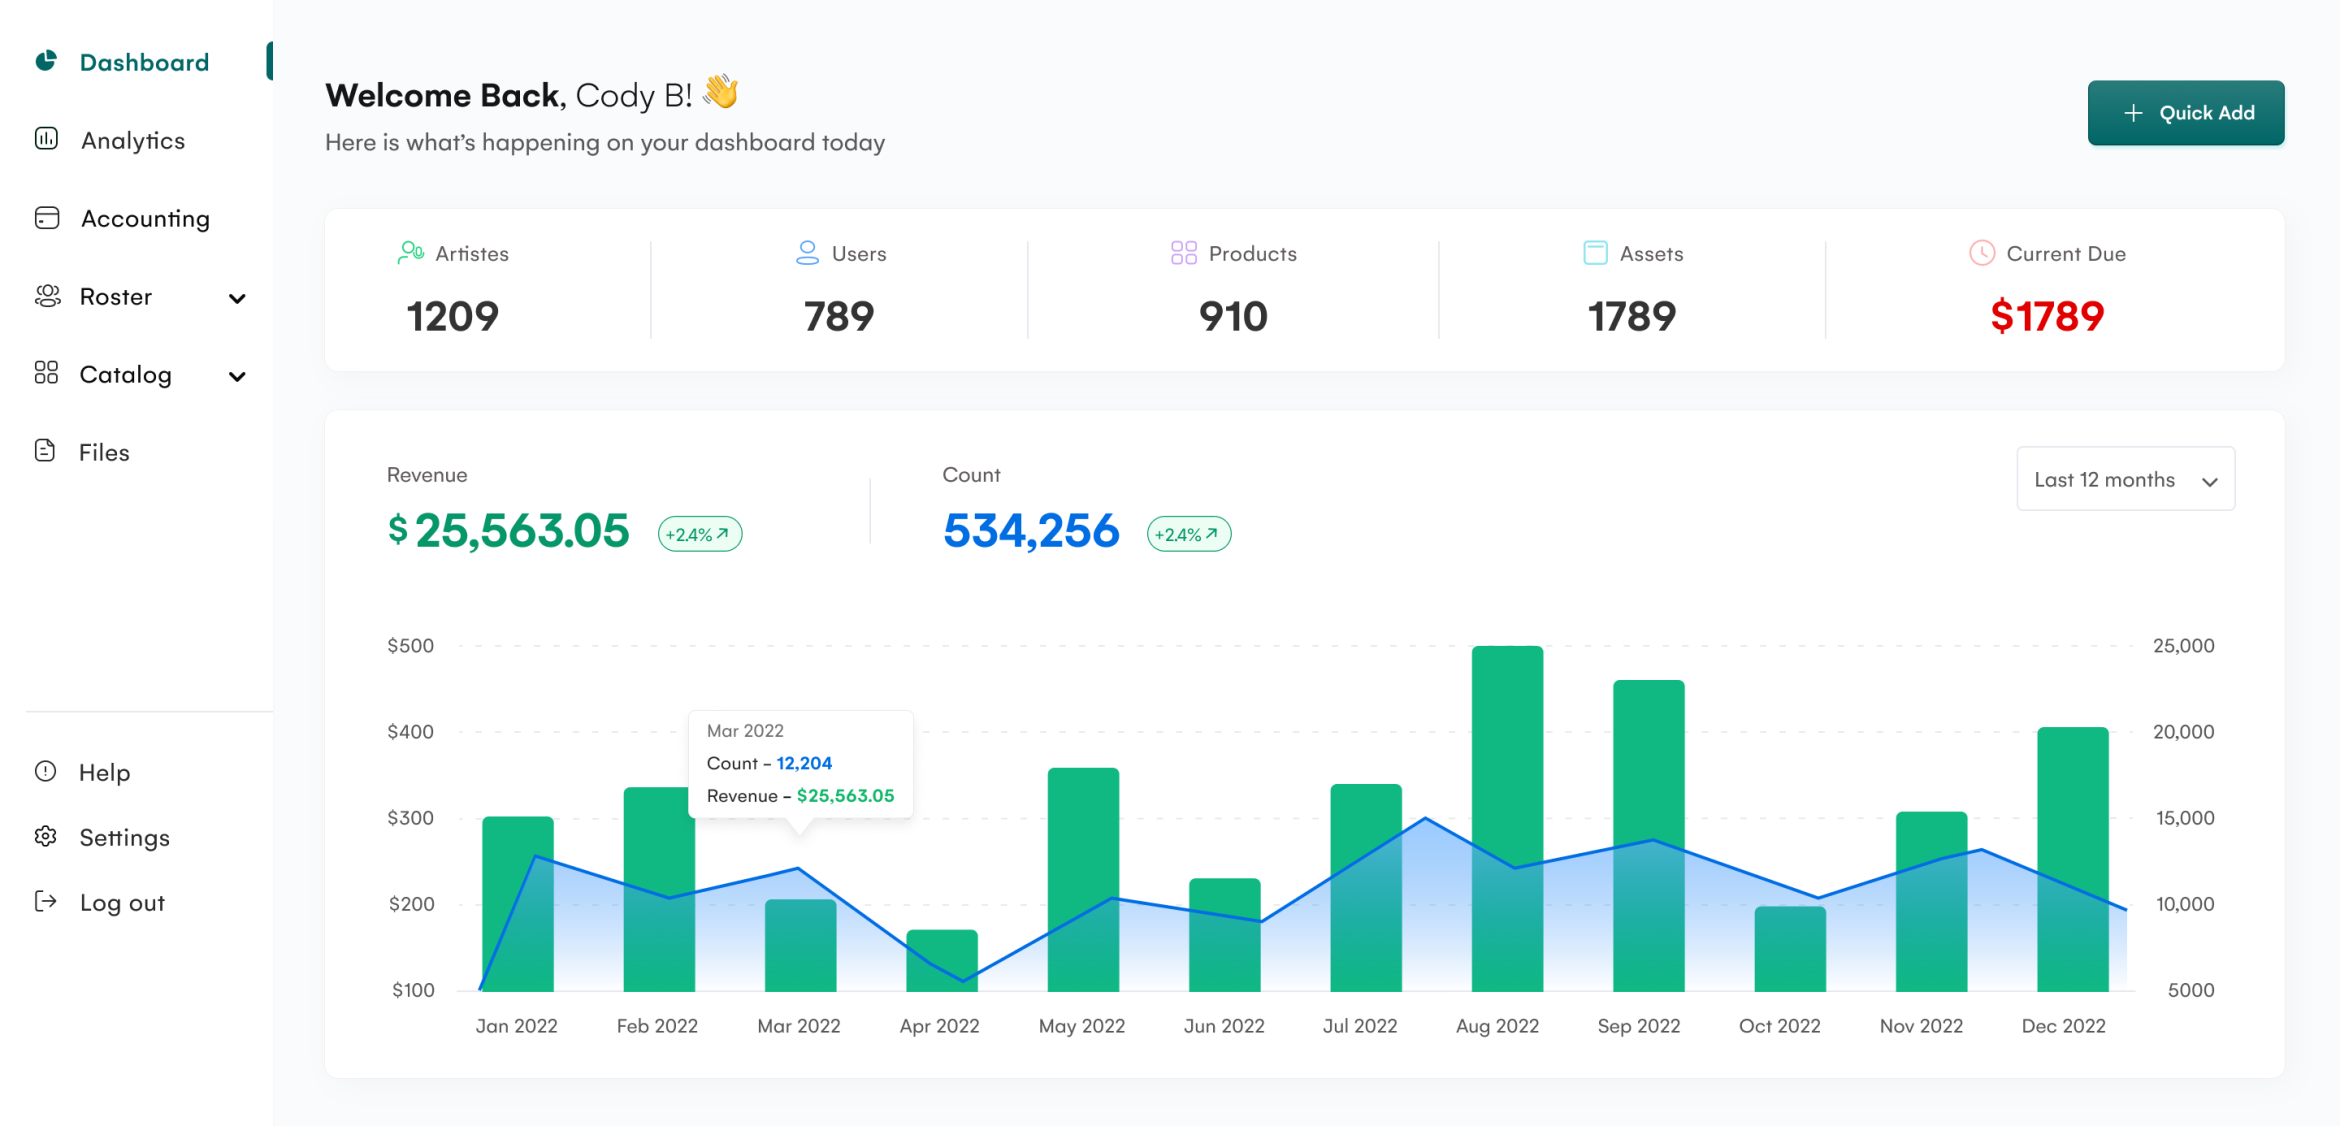 Dashboard
Analytics
Accounting
Roster
Catalog
Files
Help
Settings
Log out
Welcome Back, Cody B! 👋
Here is what’s happening on your dashboard today
+ Quick Add
Artistes
1209
Users
789
Products
910
Assets
1789
Current Due
$1789
Revenue
$25,563.05 +2.4%
Count
534,256 +2.4%
Last 12 months
$500
$400
$300
$200
$100
25,000
20,000
15,000
10,000
5000
Mar 2022
Count - 12,204
Revenue - $25,563.05
Jan 2022 Feb 2022 Mar 2022 Apr 2022 May 2022 Jun 2022 Jul 2022 Aug 2022 Sep 2022 Oct 2022 Nov 2022 Dec 2022